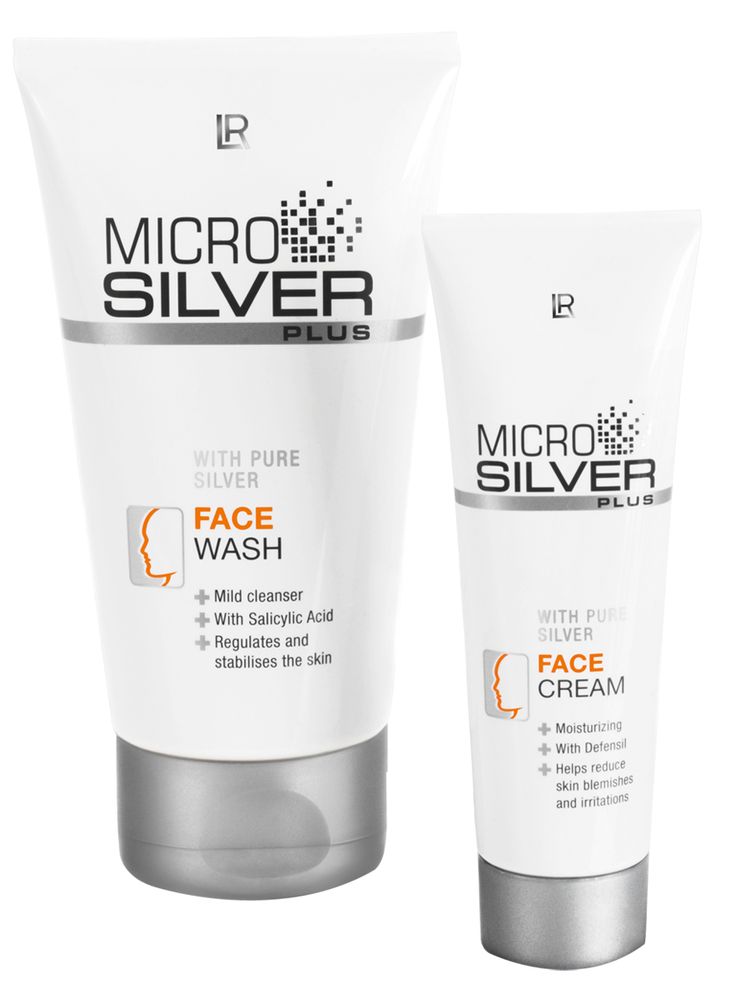 LR
MICRO
SILVER
PLUS
WITH PURE
SILVER
FACE
WASH
Mild cleanser
With Salicylic Acid
Regulates and
stabilises the skin
LR
MICRO
SILVER
PLUS
WITH PURE
SILVER
FACE
CREAM
Moisturizing
With Defensil
Helps reduce
skin blemishes
and irritations